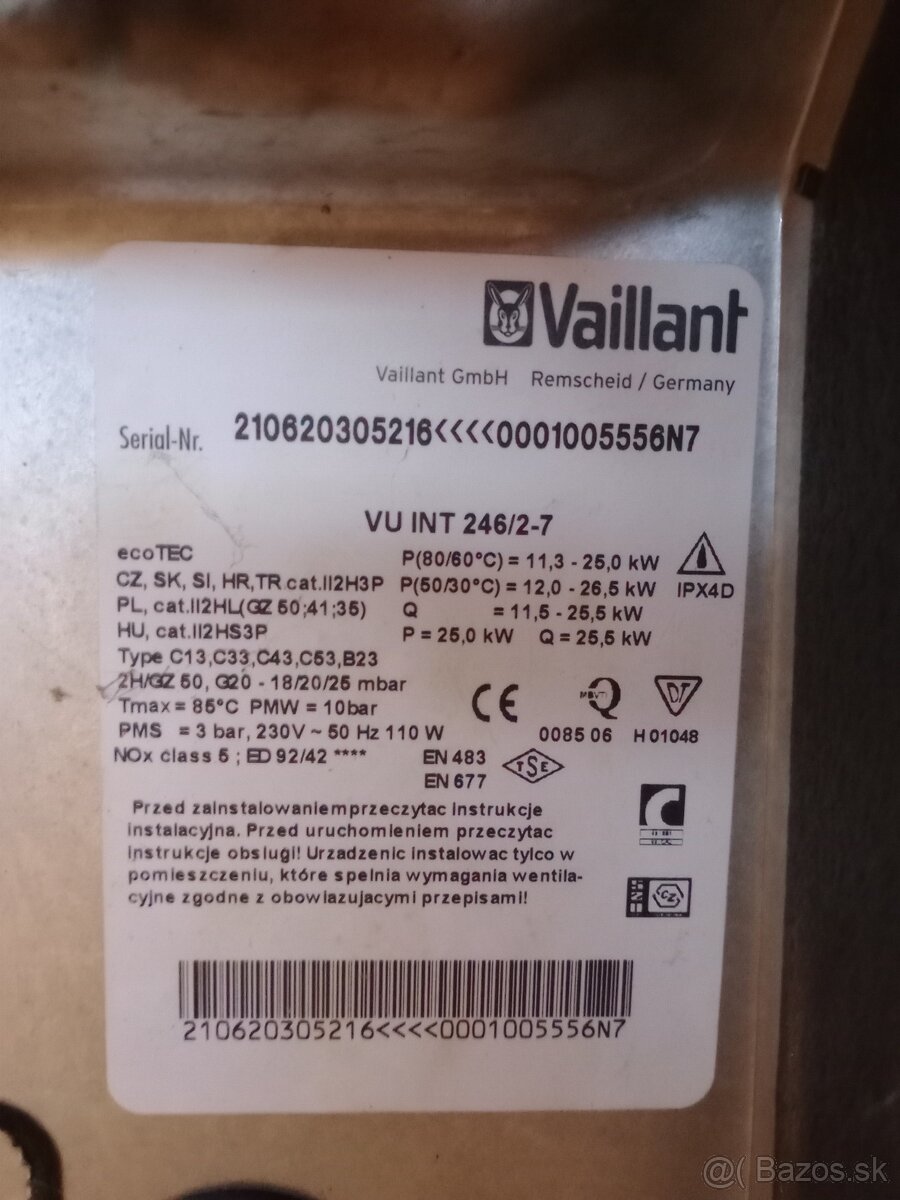 Vaillant
Vaillant GmbH Remscheid / Germany
Serial-Nr. 210620305216<<<<0001005556N7
VU INT 246/2-7
ecoTEC
CZ, SK, SI, HR,TR cat.II2H3P
PL, cat.II2HL(GZ 50;41;35)
HU, cat.II2HS3P
P(80/60°C) = 11,3 - 25,0 kW
P(50/30°C) = 12,0 - 26,5 kW
Q = 11,5 - 25,5 kW
P = 25,0 kW Q = 25,5 kW
IPX4D
Type C13,C33,C43,C53,B23
2H/GZ 50, G20 - 18/20/25 mbar
Tmax = 85°C PMW = 10bar
PMS = 3 bar, 230V ~ 50 Hz 110 W
NOx class 5 ; ED 92/42 ****
CE
Q
0085 06 H 01048
EN 483
EN 677
TSE
Przed zainstalowaniem przeczytac instrukcje
instalacyjna. Przed uruchomieniem przeczytac
instrukcje obslugi! Urzadzenic instalowac tylco w
pomieszczeniu, które spelnia wymagania wentila-
cyjne zgodne z obowiazujacymi przepisami!
CZ
210620305216<<<<0001005556N7
@( Bazos.sk